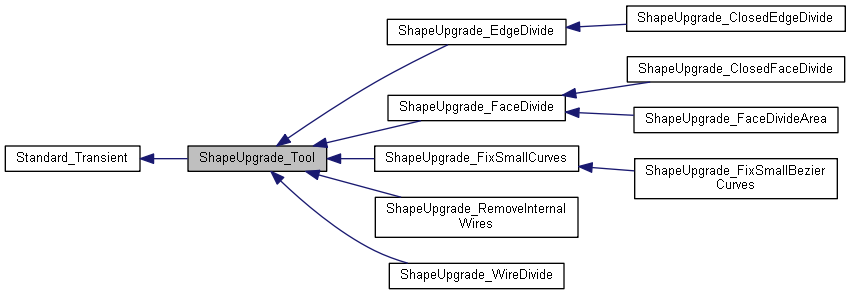 Standard_Transient
ShapeUpgrade_Tool
ShapeUpgrade_EdgeDivide
ShapeUpgrade_ClosedEdgeDivide
ShapeUpgrade_FaceDivide
ShapeUpgrade_ClosedFaceDivide
ShapeUpgrade_FaceDivideArea
ShapeUpgrade_FixSmallCurves
ShapeUpgrade_FixSmallBezier
Curves
ShapeUpgrade_RemoveInternal
Wires
ShapeUpgrade_WireDivide